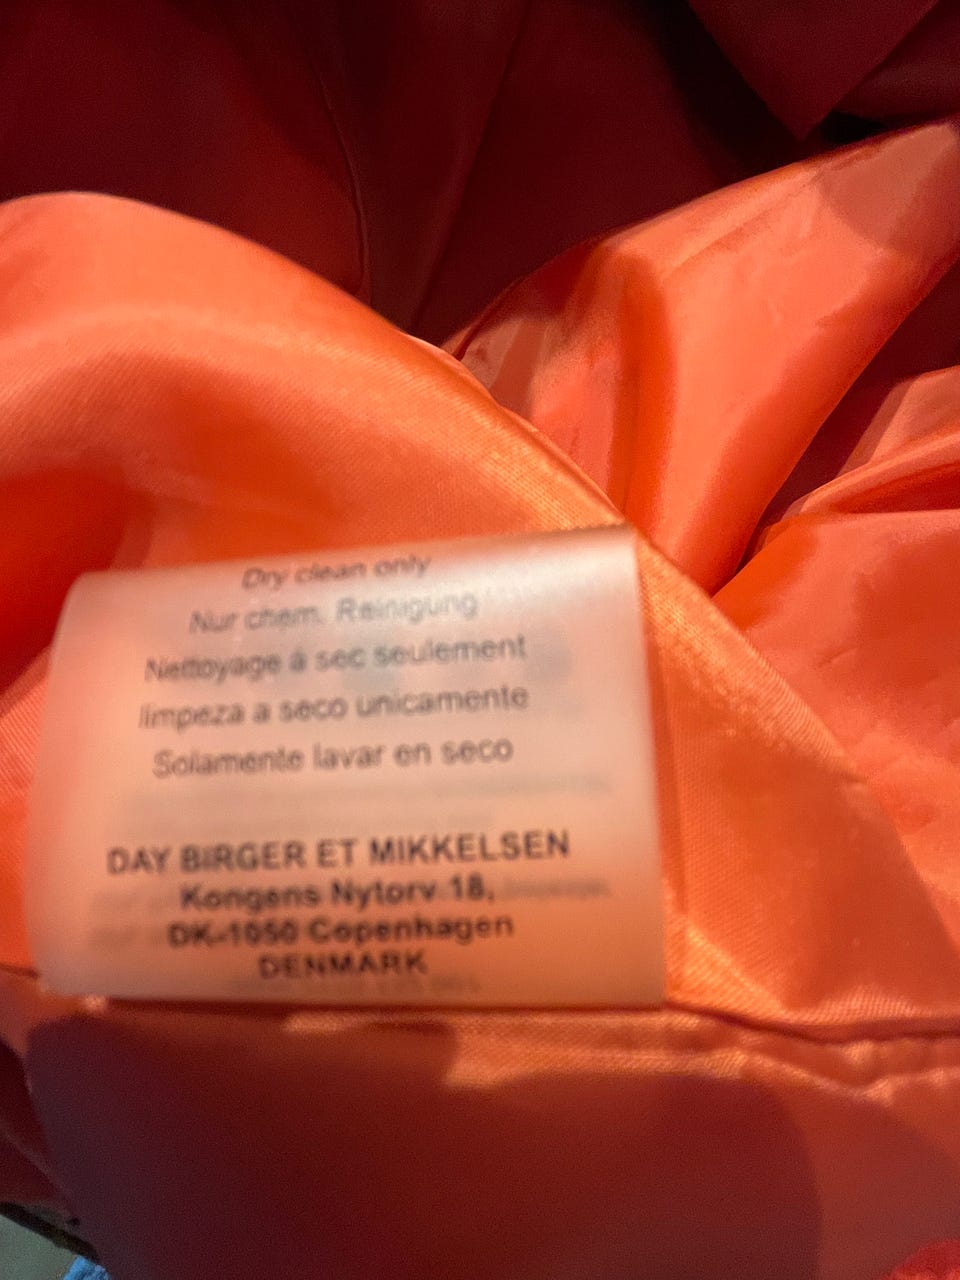 Dry clean only
Nur chem. Reinigung
Nettoyage à sec seulement
limpeza a seco unicamente
Solamente lavar en seco
DAY BIRGER ET MIKKELSEN
Kongens Nytorv 18,
DK-1050 Copenhagen
DENMARK